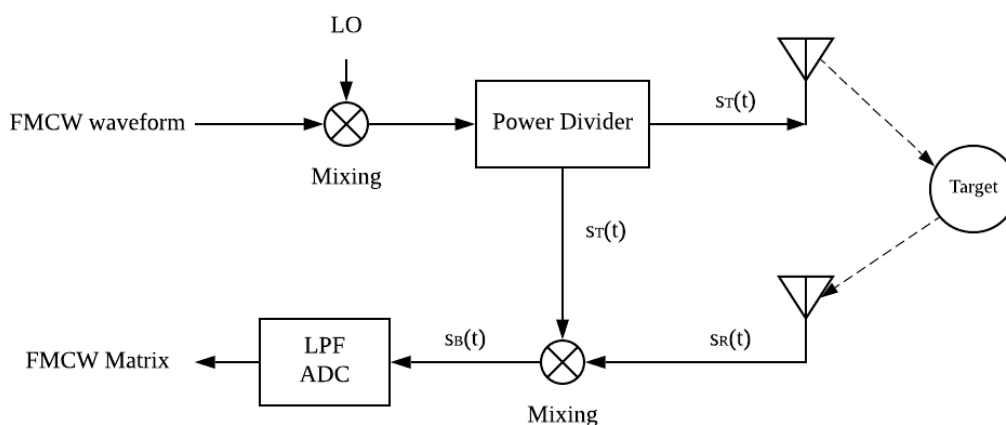 LO
FMCW waveform
Mixing
Power Divider
sT(t)
Target
sT(t)
FMCW Matrix
LPF
ADC
sB(t)
sR(t)
Mixing